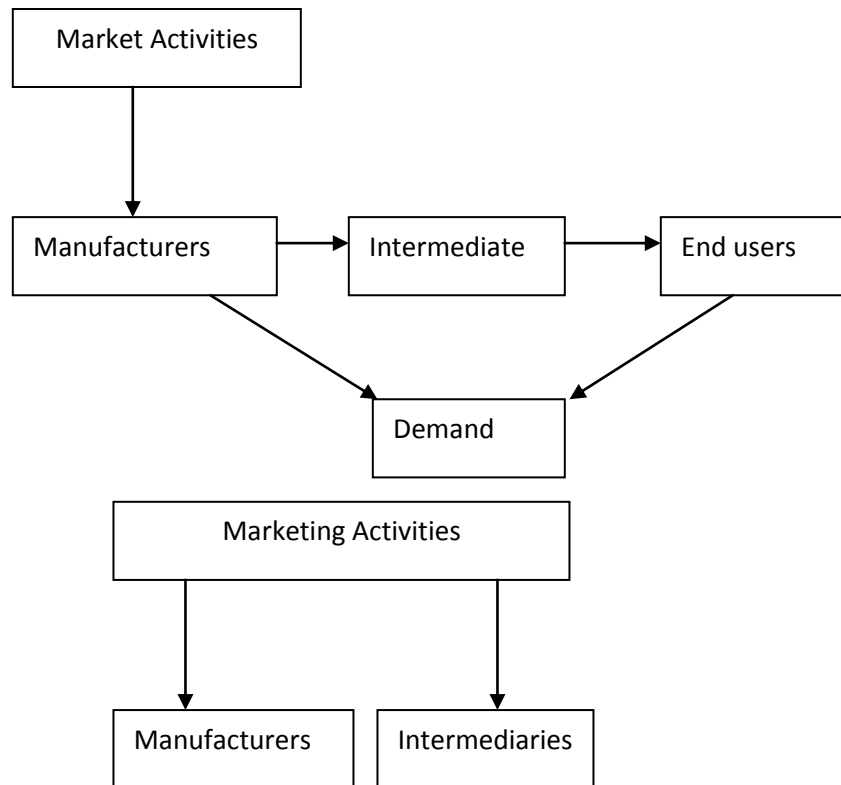 Market Activities
Manufacturers
Intermediate
End users
Demand
Marketing Activities
Manufacturers
Intermediaries